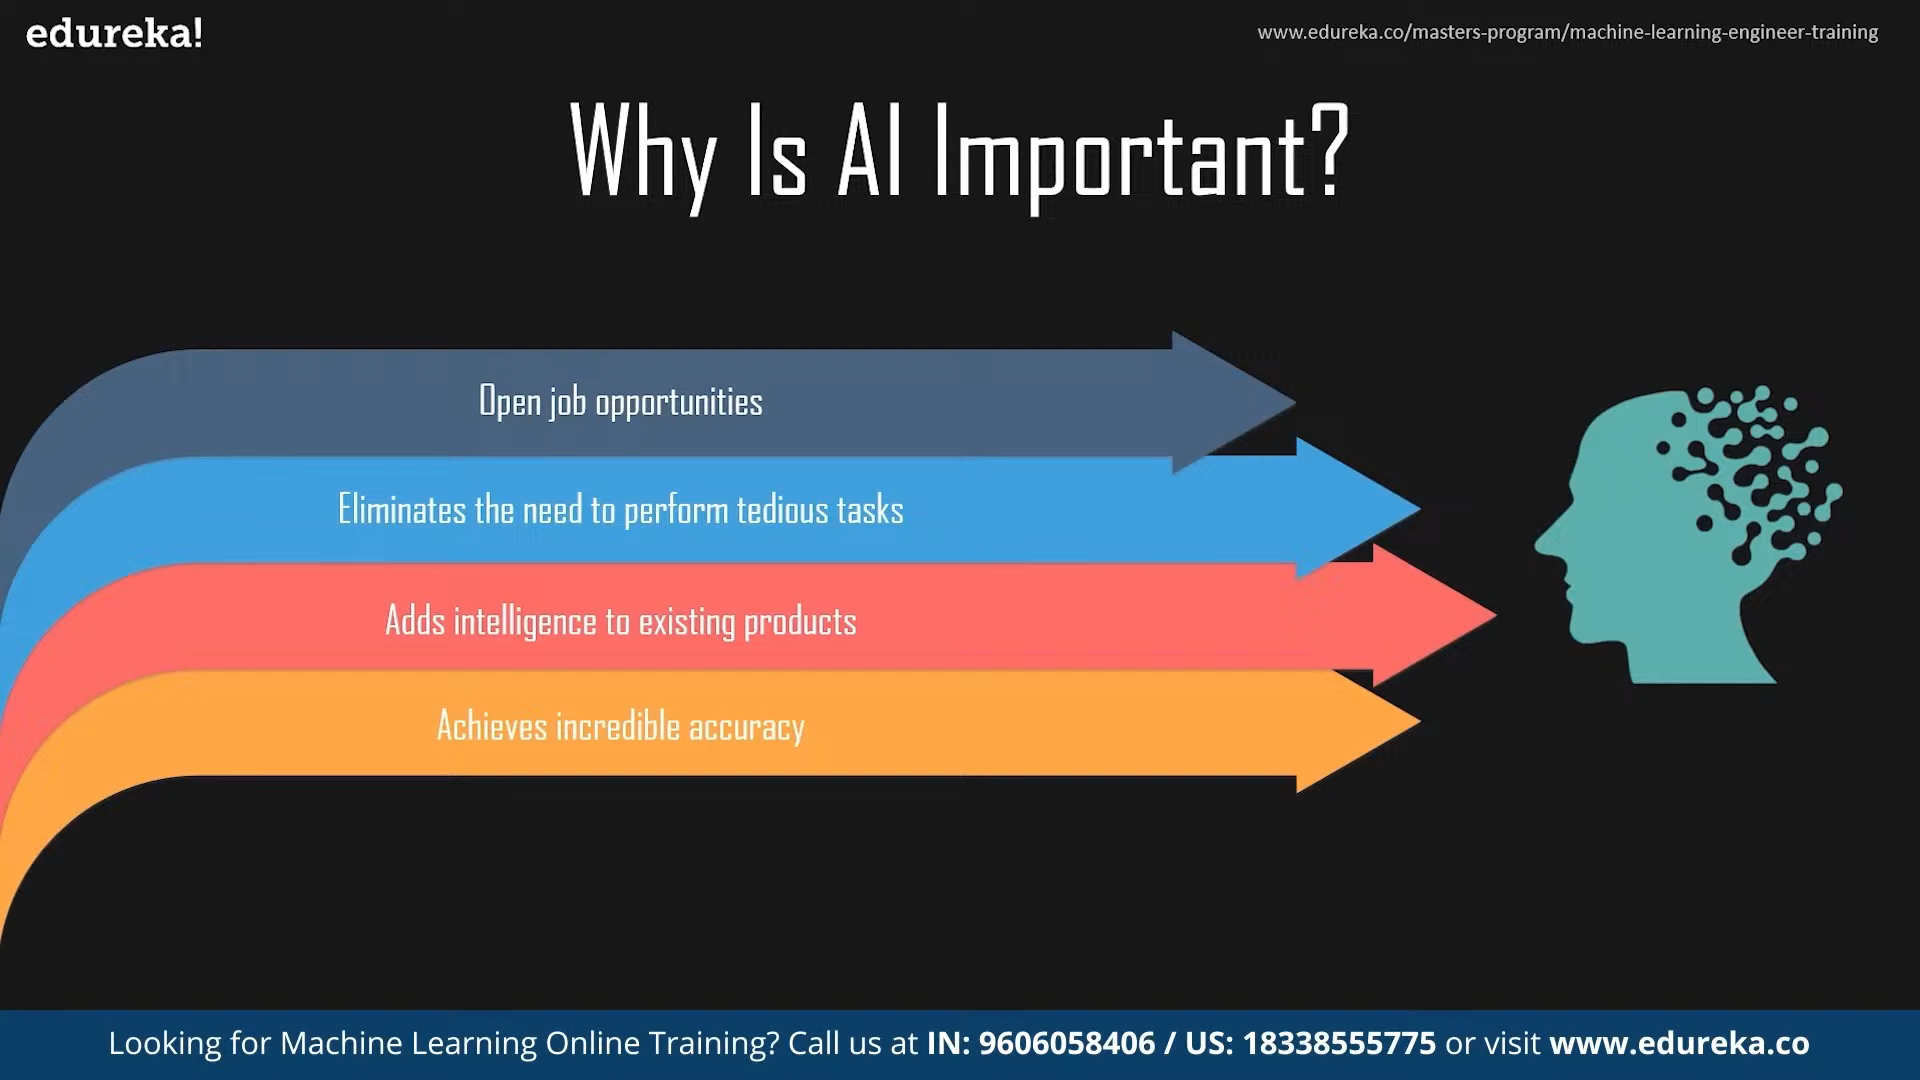 edureka!
www.edureka.co/masters-program/machine-learning-engineer-training
Why Is AI Important?
Open job opportunities
Eliminates the need to perform tedious tasks
Adds intelligence to existing products
Achieves incredible accuracy
Looking for Machine Learning Online Training? Call us at IN: 9606058406 / US: 18338555775 or visit www.edureka.co